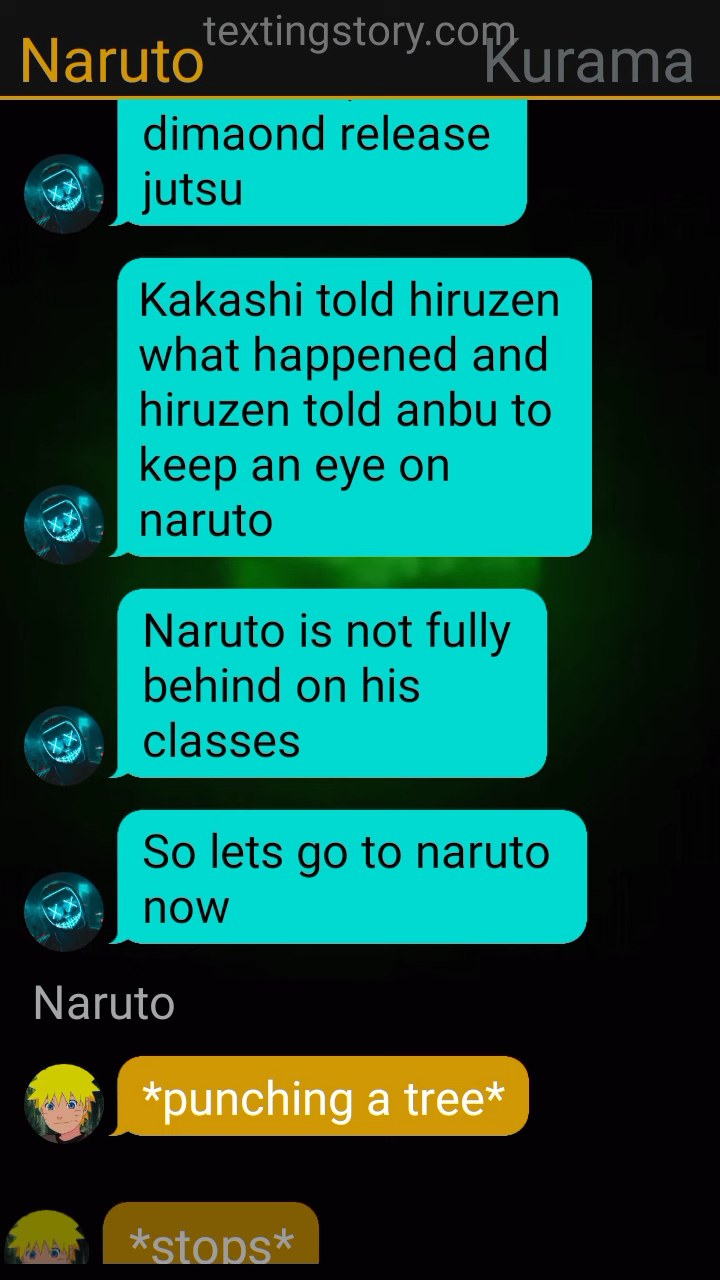 textingstory.com
Naruto
Kurama
dimaond release
jutsu
Kakashi told hiruzen
what happened and
hiruzen told anbu to
keep an eye on
naruto
Naruto is not fully
behind on his
classes
So lets go to naruto
now
Naruto
*punching a tree*
*stops*